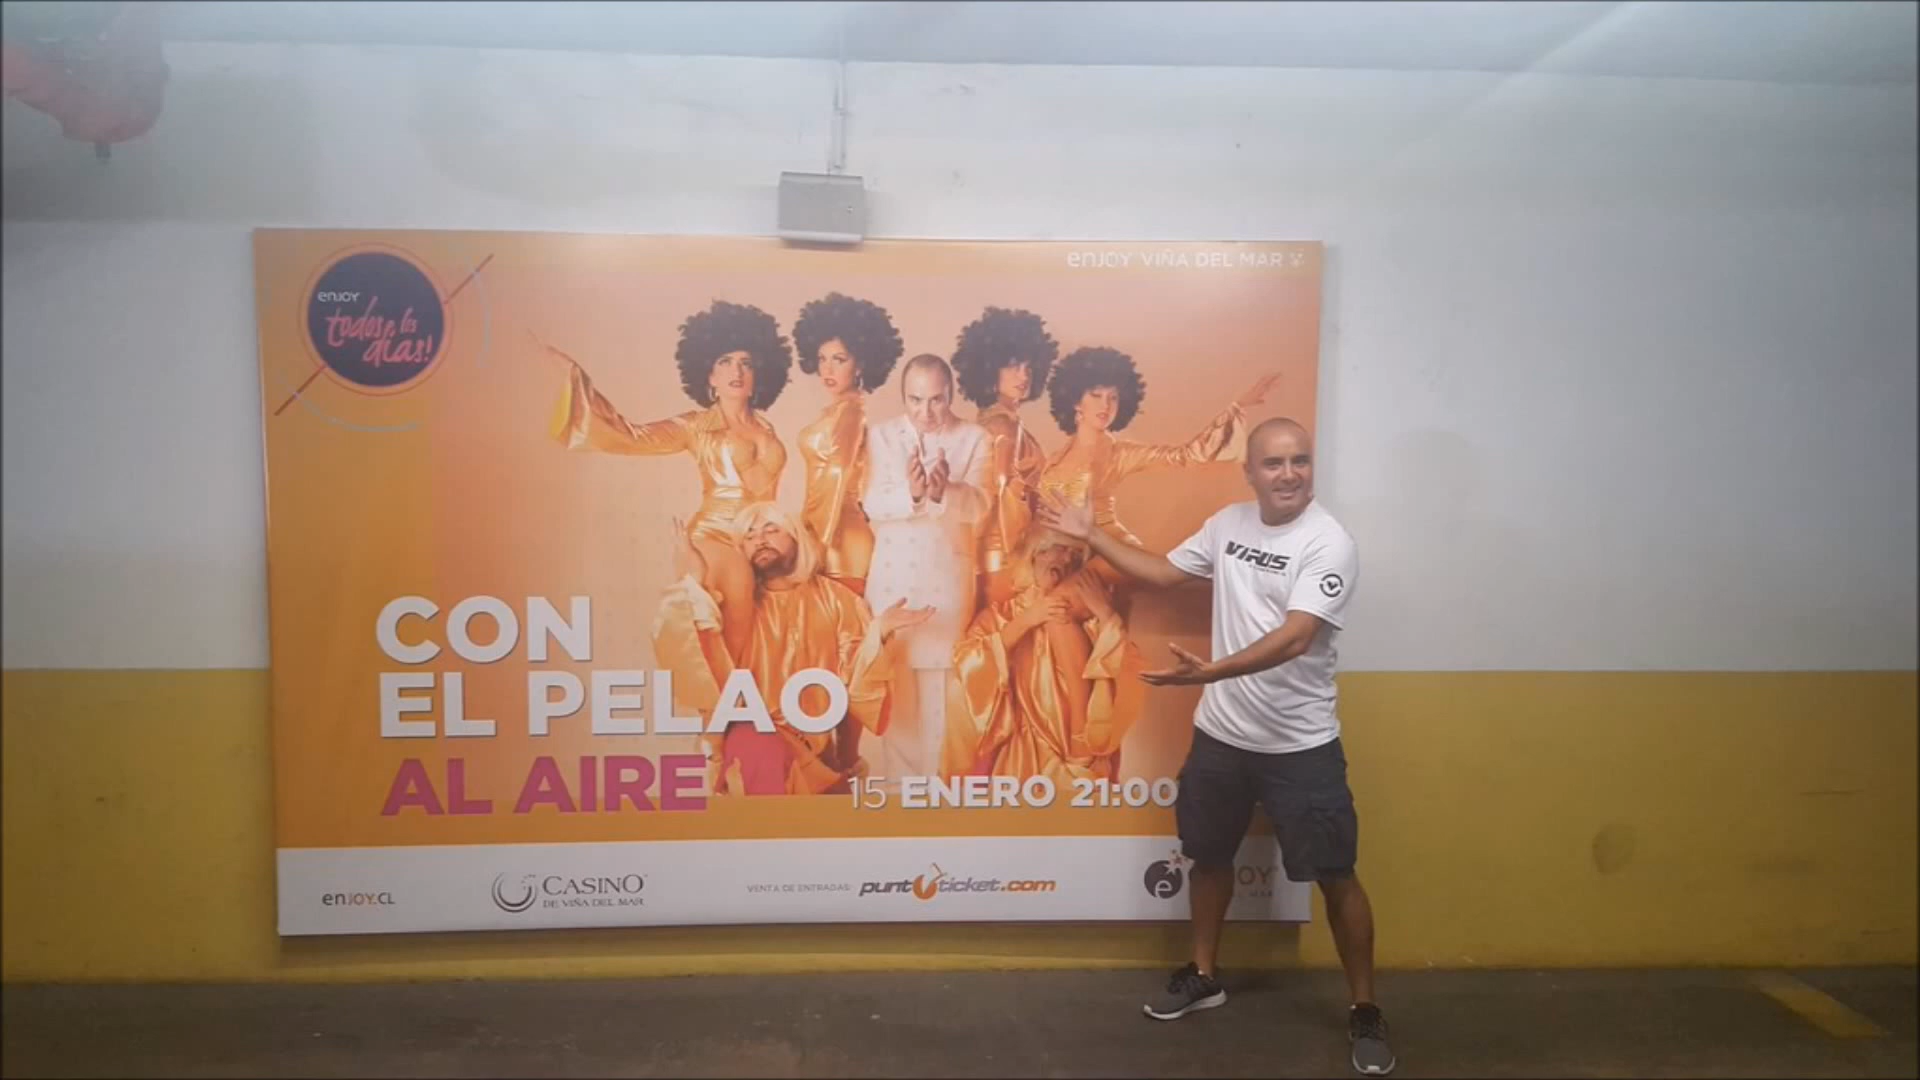 enjoy
todos los
días!
enjoy VIÑA DEL MAR
CON
EL PELAO
AL AIRE
15 ENERO 21:00
VIRUS
enjoy.CL
CASINO
DE VIÑA DEL MAR
VENTA DE ENTRADAS:
puntoticket.com
e